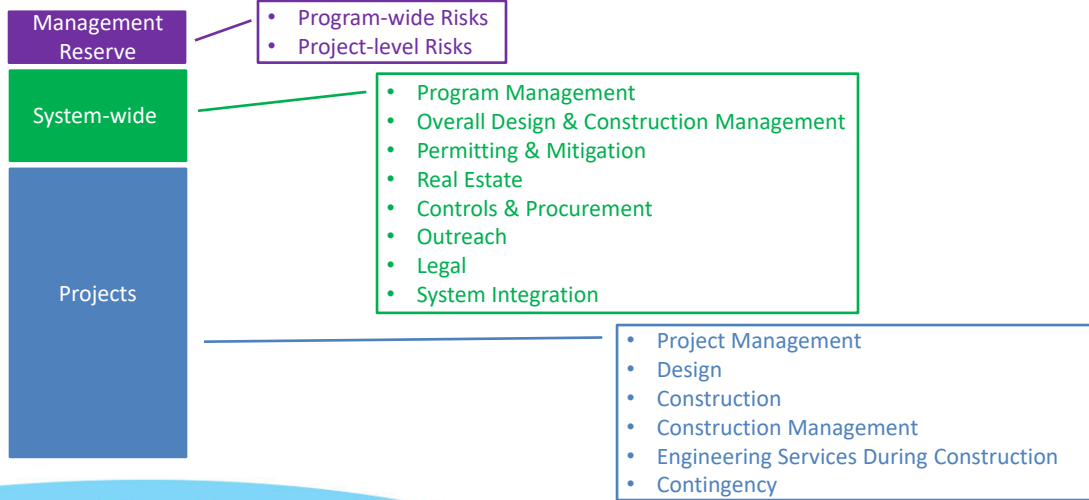 Management
Reserve
• Program-wide Risks
• Project-level Risks
System-wide
• Program Management
• Overall Design & Construction Management
• Permitting & Mitigation
• Real Estate
• Controls & Procurement
• Outreach
• Legal
• System Integration
Projects
• Project Management
• Design
• Construction
• Construction Management
• Engineering Services During Construction
• Contingency